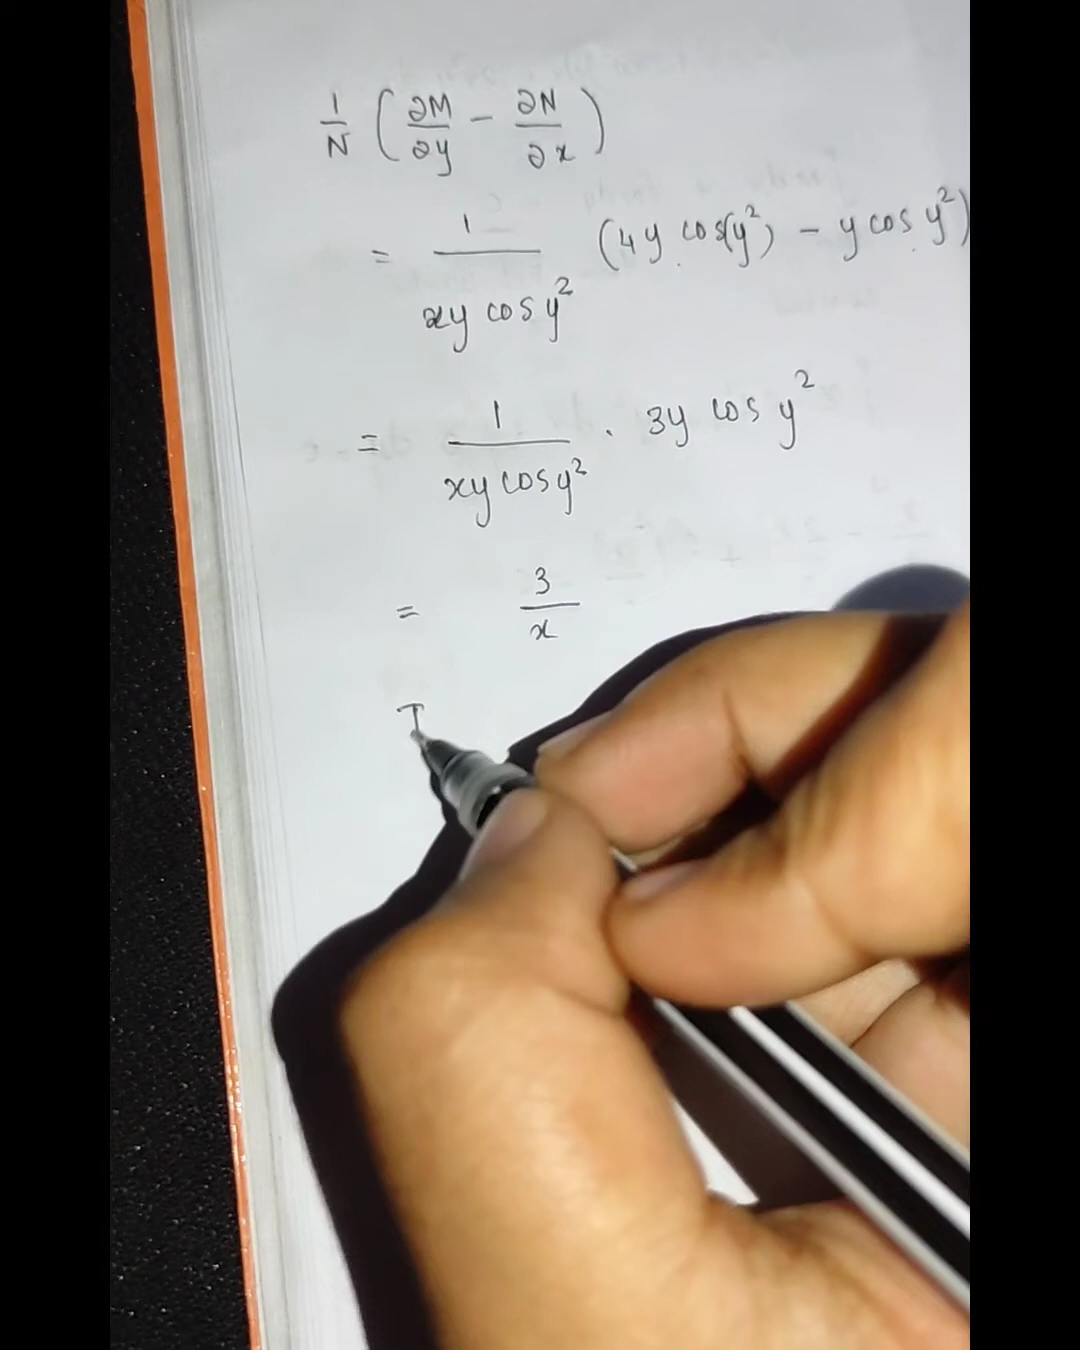 1/N (∂M/∂y − ∂N/∂x)
= 1/(xy cos y²) (4y cos(y²) − y cos y²)
= 1/(xy cos y²) · 3y cos y²
= 3/x
I